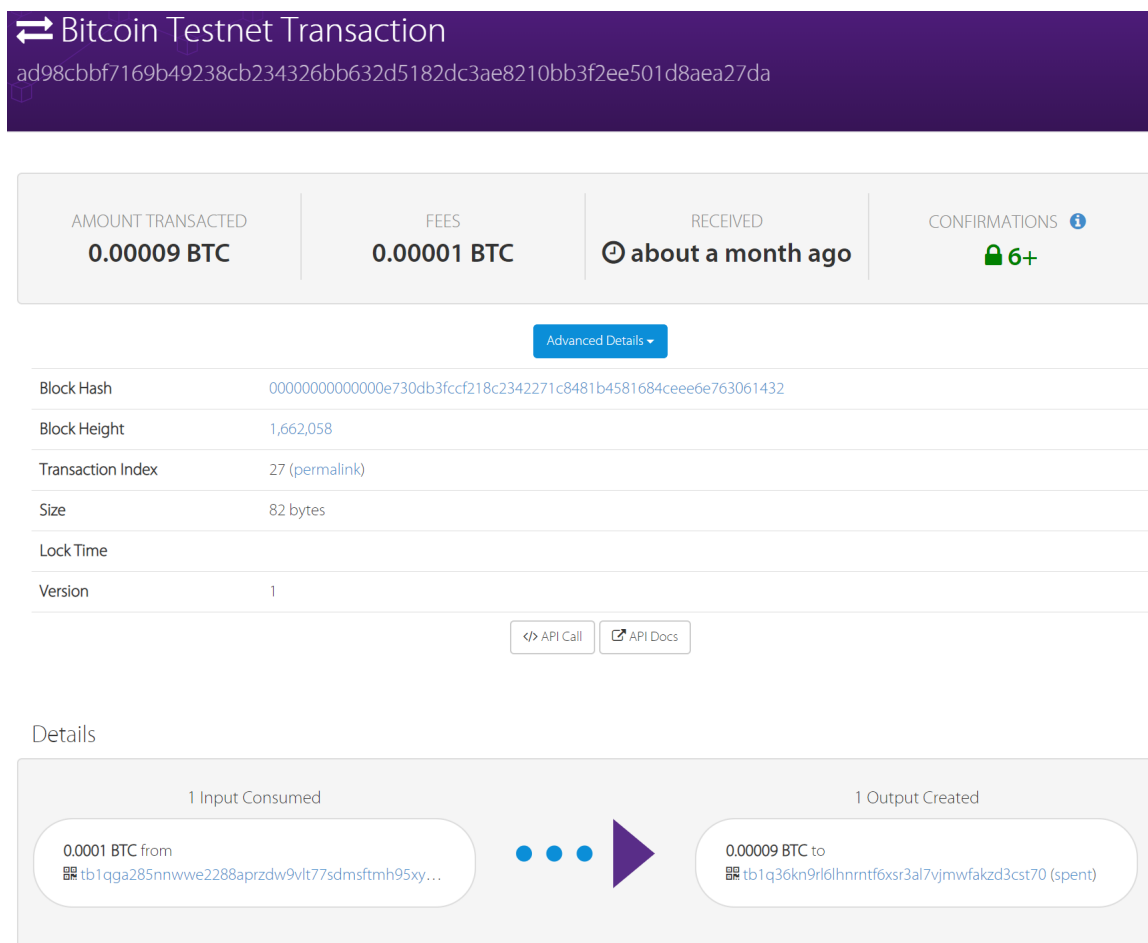 Bitcoin Testnet Transaction
ad98cbbf7169b49238cb234326bb632d5182dc3ae8210bb3f2ee501d8aea27da
AMOUNT TRANSACTED
0.00009 BTC
FEES
0.00001 BTC
RECEIVED
about a month ago
CONFIRMATIONS
6+
Advanced Details
Block Hash 00000000000000e730db3fccf218c2342271c8481b4581684ceee6e763061432
Block Height 1,662,058
Transaction Index 27 (permalink)
Size 82 bytes
Lock Time
Version 1
</> API Call API Docs
Details
1 Input Consumed
0.0001 BTC from
tb1qga285nnwwe2288aprzdw9vlt77sdmsftmh95xy…
1 Output Created
0.00009 BTC to
tb1q36kn9rl6lhnrntf6xsr3al7vjmwfakzd3cst70 (spent)